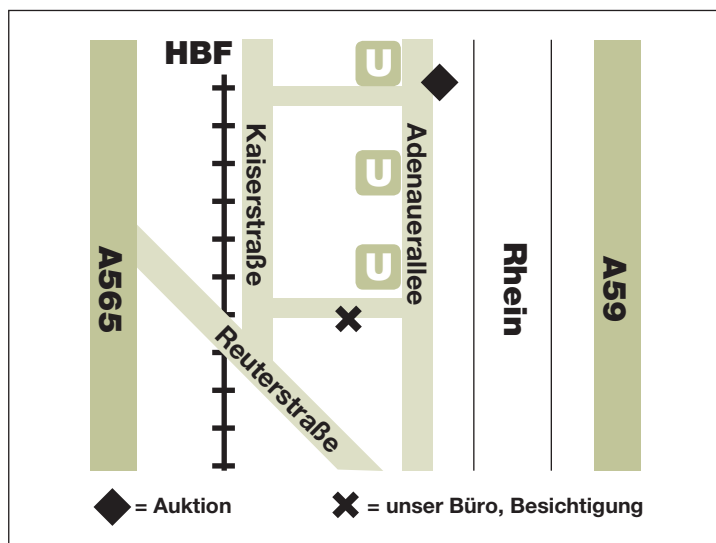 HBF
U
Kaiserstraße
Adenauerallee
U
U
A565
Rhein
A59
Reuterstraße
= Auktion
= unser Büro, Besichtigung